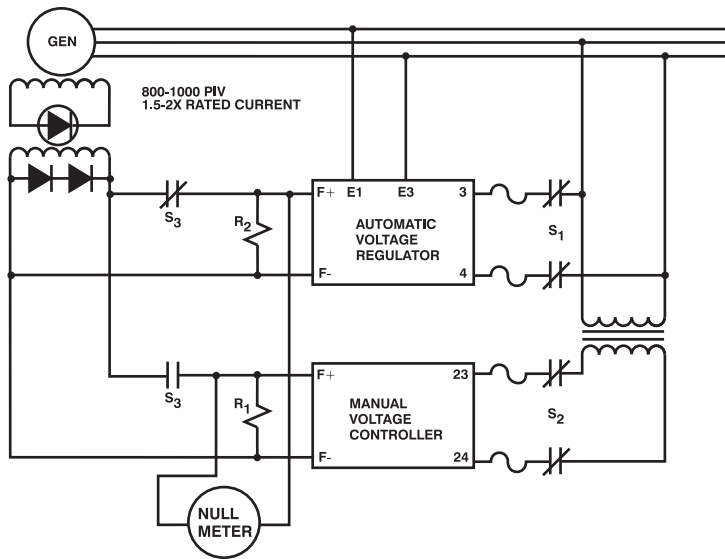 GEN
800-1000 PIV
1.5-2X RATED CURRENT
F+ E1 E3 3
S3
R2
AUTOMATIC
VOLTAGE
REGULATOR
S1
F- 4
F+ 23
S3
R1
MANUAL
VOLTAGE
CONTROLLER
S2
F- 24
NULL
METER